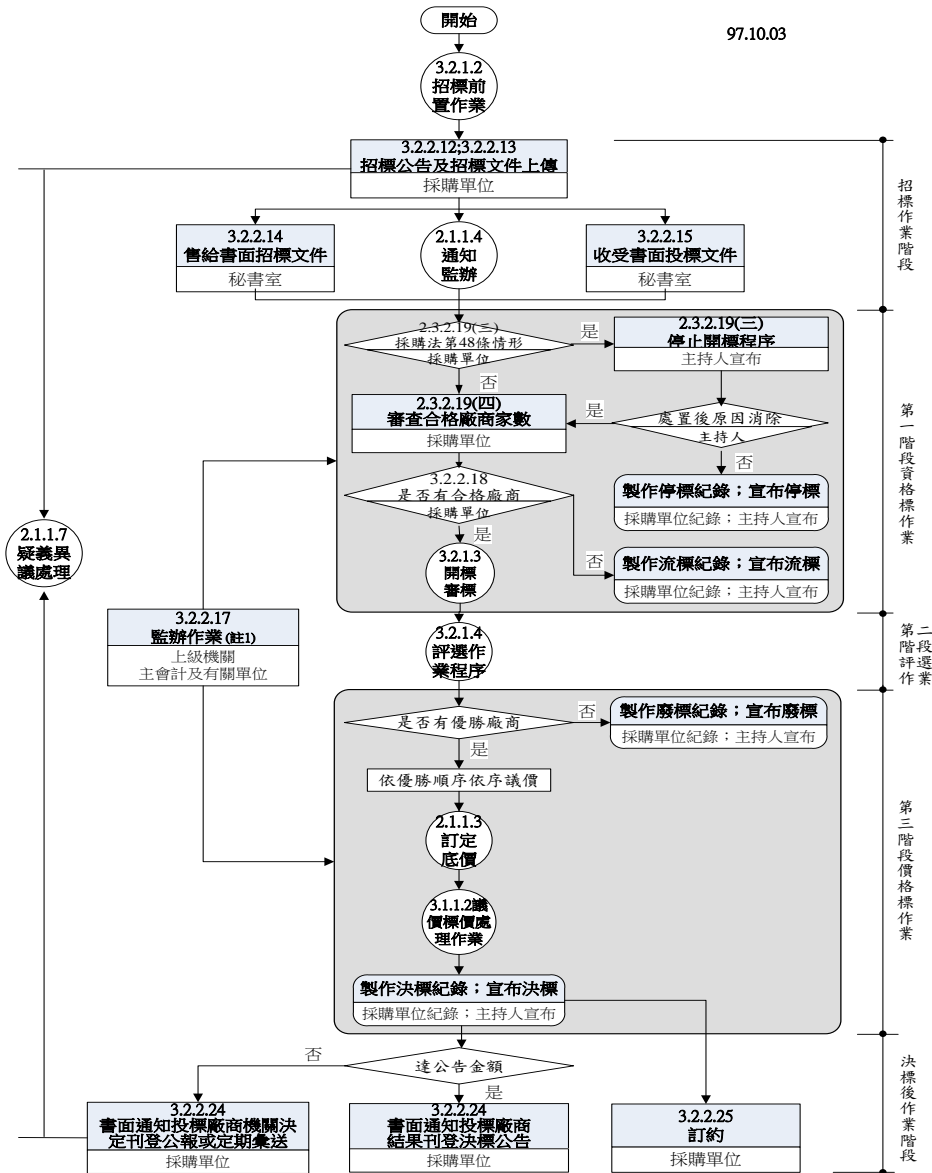 開始
97.10.03
3.2.1.2
招標前
置作業
3.2.2.12;3.2.2.13
招標公告及招標文件上傳
採購單位
招標作業階段
3.2.2.14
售給書面招標文件
秘書室
2.1.1.4
通知
監辦
3.2.2.15
收受書面投標文件
秘書室
2.3.2.19(三)
採購法第48條情形
採購單位
是
否
2.3.2.19(三)
停止開標程序
主持人宣布
2.3.2.19(四)
審查合格廠商家數
採購單位
是
處置後原因消除
主持人
否
第一階段資格標作業
3.2.2.18
是否有合格廠商
採購單位
是
否
製作停標紀錄；宣布停標
採購單位紀錄；主持人宣布
3.2.1.3
開標
審標
製作流標紀錄；宣布流標
採購單位紀錄；主持人宣布
2.1.1.7
疑義異
議處理
3.2.2.17
監辦作業(註1)
上級機關
主會計及有關單位
3.2.1.4
評選作
業程序
第二階段評選作業
是否有優勝廠商
否
是
製作廢標紀錄；宣布廢標
採購單位紀錄；主持人宣布
依優勝順序依序議價
2.1.1.3
訂定
底價
第三階段價格標作業
3.1.1.2議
價標價處
理作業
製作決標紀錄；宣布決標
採購單位紀錄；主持人宣布
達公告金額
否
是
決標後作業階段
3.2.2.24
書面通知投標廠商機關決
定刊登公報或定期彙送
採購單位
3.2.2.24
書面通知投標廠商
結果刊登決標公告
採購單位
3.2.2.25
訂約
採購單位